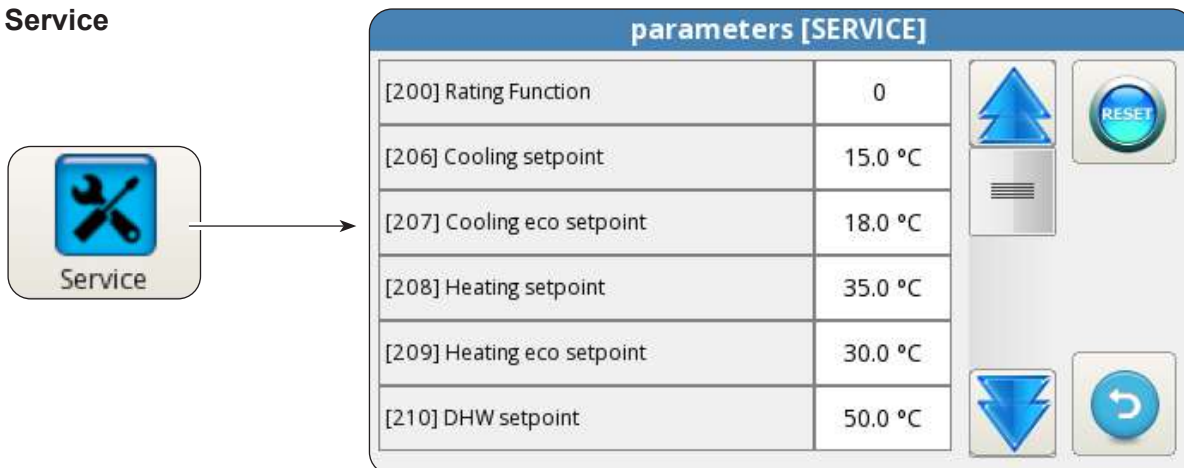 Service
parameters [SERVICE]
[200] Rating Function 0
[206] Cooling setpoint 15.0 °C
[207] Cooling eco setpoint 18.0 °C
[208] Heating setpoint 35.0 °C
[209] Heating eco setpoint 30.0 °C
[210] DHW setpoint 50.0 °C
RESET
Service